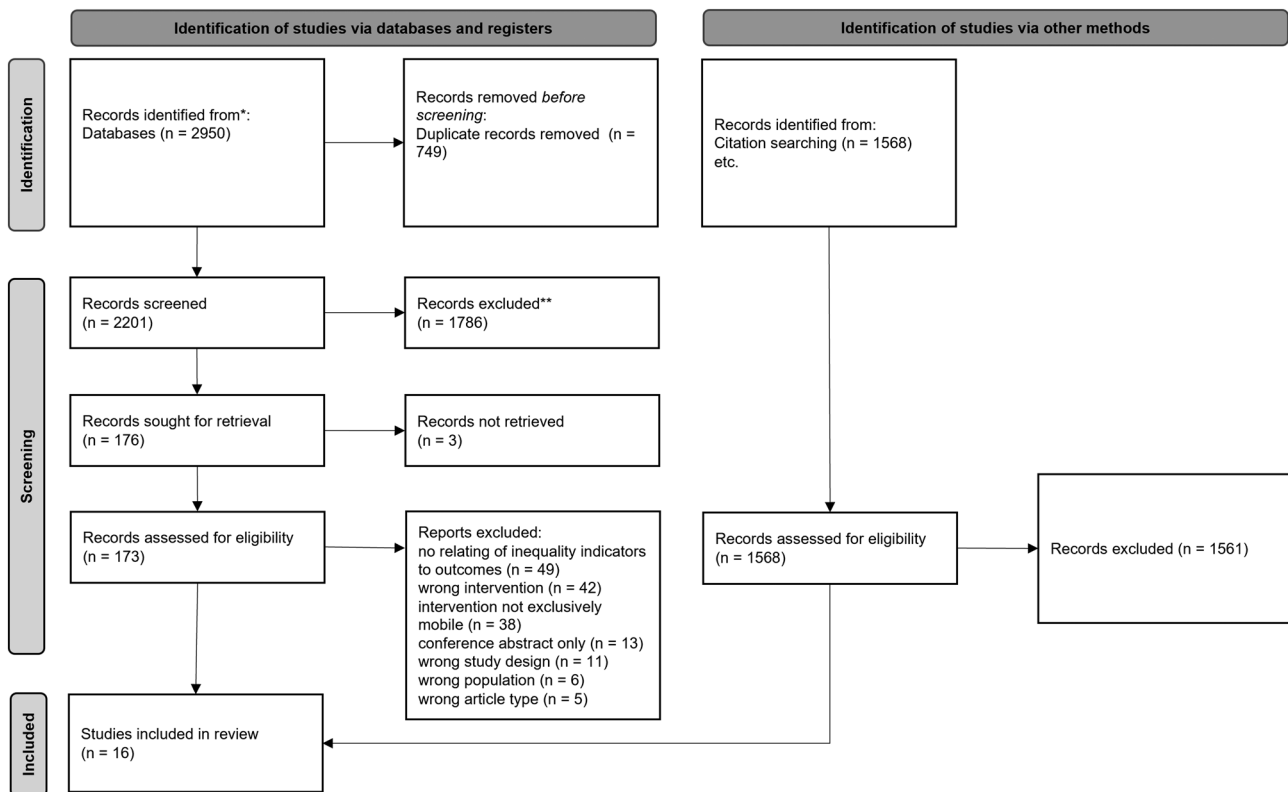 Identification of studies via databases and registers
Identification of studies via other methods
Identification
Records identified from*:
Databases (n = 2950)
Records removed before
screening:
Duplicate records removed (n =
749)
Records identified from:
Citation searching (n = 1568)
etc.
Screening
Records screened
(n = 2201)
Records excluded**
(n = 1786)
Records sought for retrieval
(n = 176)
Records not retrieved
(n = 3)
Records assessed for eligibility
(n = 173)
Reports excluded:
no relating of inequality indicators
to outcomes (n = 49)
wrong intervention (n = 42)
intervention not exclusively
mobile (n = 38)
conference abstract only (n = 13)
wrong study design (n = 11)
wrong population (n = 6)
wrong article type (n = 5)
Records assessed for eligibility
(n = 1568)
Records excluded (n = 1561)
Included
Studies included in review
(n = 16)